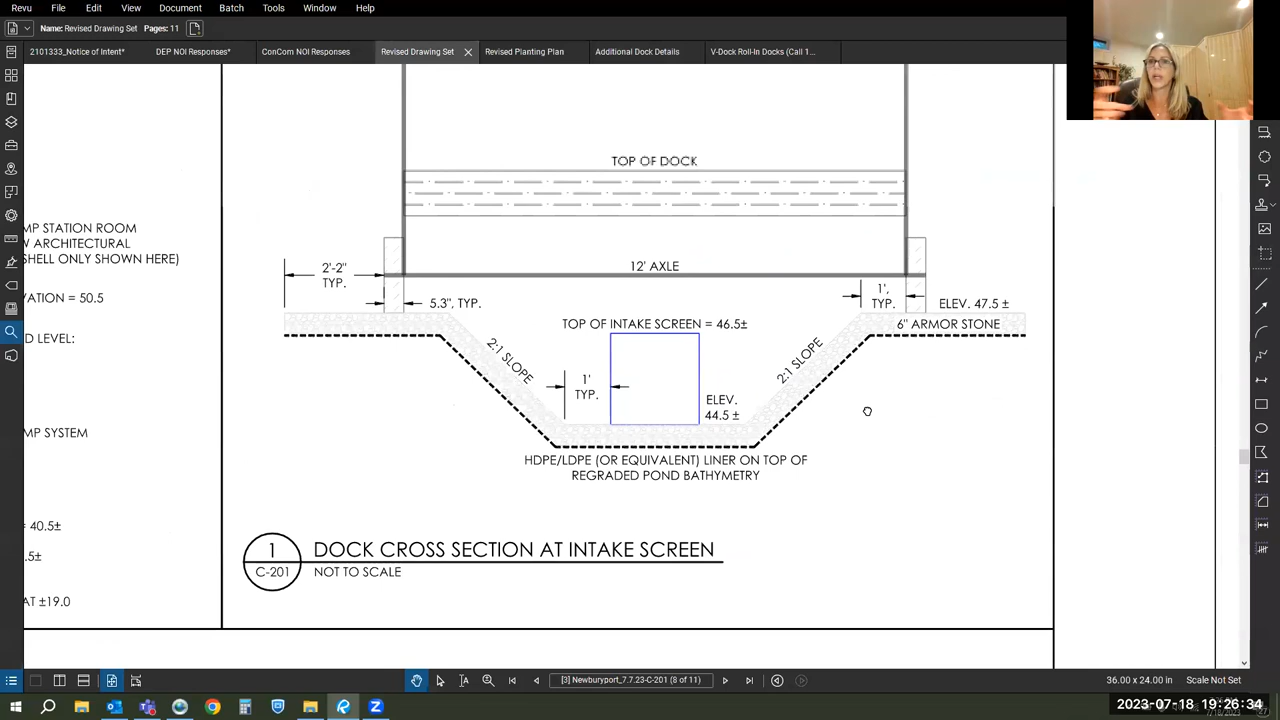 Revu File Edit View Document Batch Tools Window Help
Name: Revised Drawing Set Pages: 11
2101333_Notice of Intent* DEP NOI Responses* ConCom NOI Responses Revised Drawing Set Revised Planting Plan Additional Dock Details V-Dock Roll-In Docks (Call 1...
TOP OF DOCK
MP STATION ROOM
W ARCHITECTURAL
SHELL ONLY SHOWN HERE)
12' AXLE
2'-2"
TYP.
VATION = 50.5
5.3", TYP.
1',
TYP.
ELEV. 47.5 ±
TOP OF INTAKE SCREEN = 46.5±
6" ARMOR STONE
D LEVEL:
2:1 SLOPE
2:1 SLOPE
1'
TYP.
ELEV.
44.5 ±
MP SYSTEM
HDPE/LDPE (OR EQUIVALENT) LINER ON TOP OF
REGRADED POND BATHYMETRY
= 40.5±
.5±
AT ±19.0
1
C-201
DOCK CROSS SECTION AT INTAKE SCREEN
NOT TO SCALE
[3] Newburyport_7.7.23-C-201 (8 of 11)
36.00 x 24.00 in Scale Not Set
2023-07-18 19:26:34